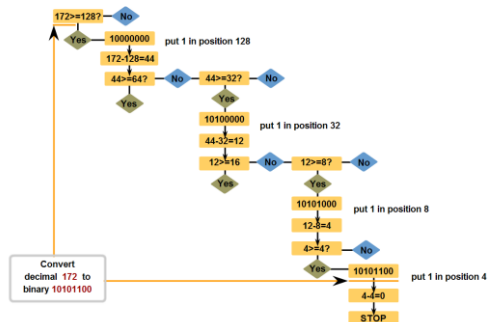 172>=128?
No
Yes
10000000
put 1 in position 128
172-128=44
44>=64?
No
44>=32?
No
Yes
Yes
10100000
put 1 in position 32
44-32=12
12>=16
No
12>=8?
No
Yes
Yes
10101000
put 1 in position 8
12-8=4
4>=4?
No
Yes
10101100
put 1 in position 4
4-4=0
STOP
Convert
decimal 172 to
binary 10101100